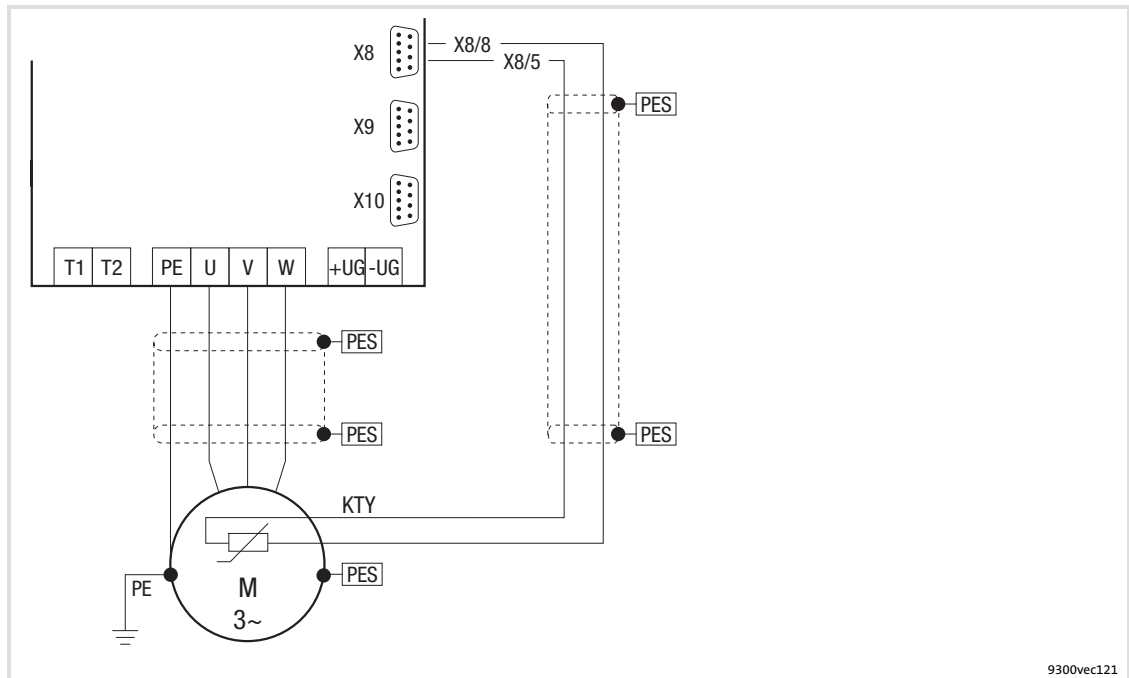 X8
X8/8
X8/5
PES
X9
X10
T1 T2 PE U V W +UG -UG
PES
PES
PES
KTY
PE
M
3~
PES
9300vec121